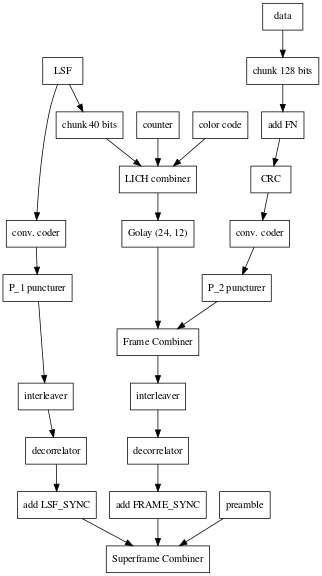 data
LSF
chunk 128 bits
chunk 40 bits
counter
color code
add FN
LICH combiner
CRC
conv. coder
Golay (24, 12)
conv. coder
P_1 puncturer
P_2 puncturer
Frame Combiner
interleaver
interleaver
decorrelator
decorrelator
add LSF_SYNC
add FRAME_SYNC
preamble
Superframe Combiner